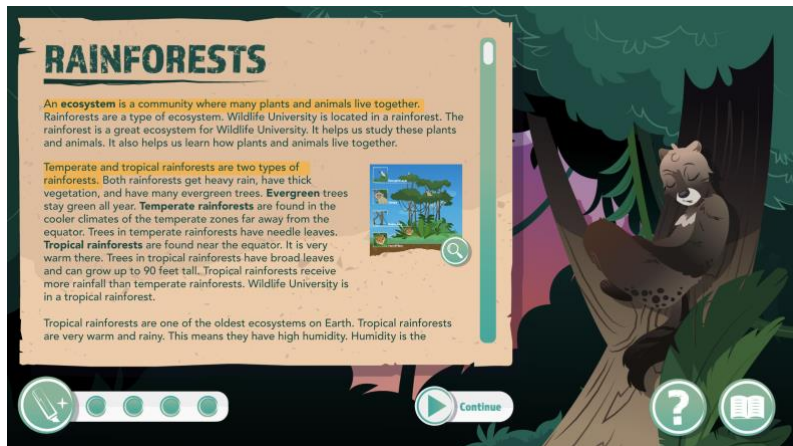 RAINFORESTS
An ecosystem is a community where many plants and animals live together.
Rainforests are a type of ecosystem. Wildlife University is located in a rainforest. The
rainforest is a great ecosystem for Wildlife University. It helps us study these plants
and animals. It also helps us learn how plants and animals live together.
Temperate and tropical rainforests are two types of
rainforests. Both rainforests get heavy rain, have thick
vegetation, and have many evergreen trees. Evergreen trees
stay green all year. Temperate rainforests are found in the
cooler climates of the temperate zones far away from the
equator. Trees in temperate rainforests have needle leaves.
Tropical rainforests are found near the equator. It is very
warm there. Trees in tropical rainforests have broad leaves
and can grow up to 90 feet tall. Tropical rainforests receive
more rainfall than temperate rainforests. Wildlife University is
in a tropical rainforest.
Tropical rainforests are one of the oldest ecosystems on Earth. Tropical rainforests
are very warm and rainy. This means they have high humidity. Humidity is the
Continue
?